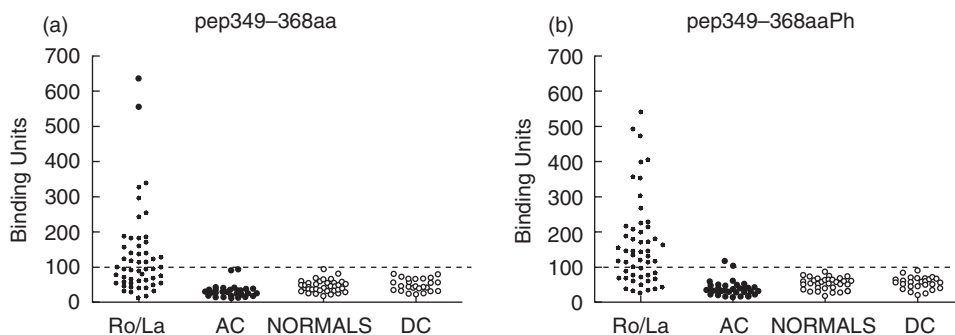 (a)
pep349–368aa
Binding Units
700
600
500
400
300
200
100
0
Ro/La AC NORMALS DC
(b)
pep349–368aaPh
Binding Units
700
600
500
400
300
200
100
0
Ro/La AC NORMALS DC